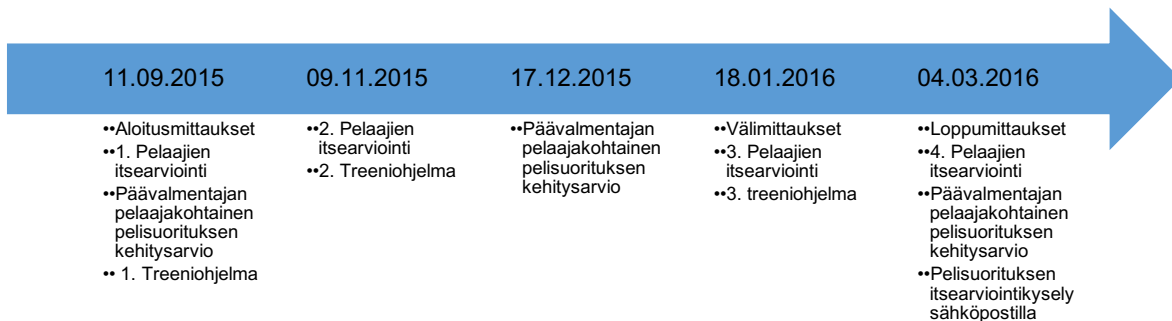 11.09.2015
••Aloitusmittaukset
••1. Pelaajien
itsearviointi
••Päävalmentajan
pelaajakohtainen
pelisuorituksen
kehitysarvio
•• 1. Treeniohjelma
09.11.2015
••2. Pelaajien
itsearviointi
••2. Treeniohjelma
17.12.2015
••Päävalmentajan
pelaajakohtainen
pelisuorituksen
kehitysarvio
18.01.2016
••Välimittaukset
••3. Pelaajien
itsearviointi
••3. treeniohjelma
04.03.2016
••Loppumittaukset
••4. Pelaajien
itsearviointi
••Päävalmentajan
pelaajakohtainen
pelisuorituksen
kehitysarvio
••Pelisuorituksen
itsearviointikysely
sähköpostilla